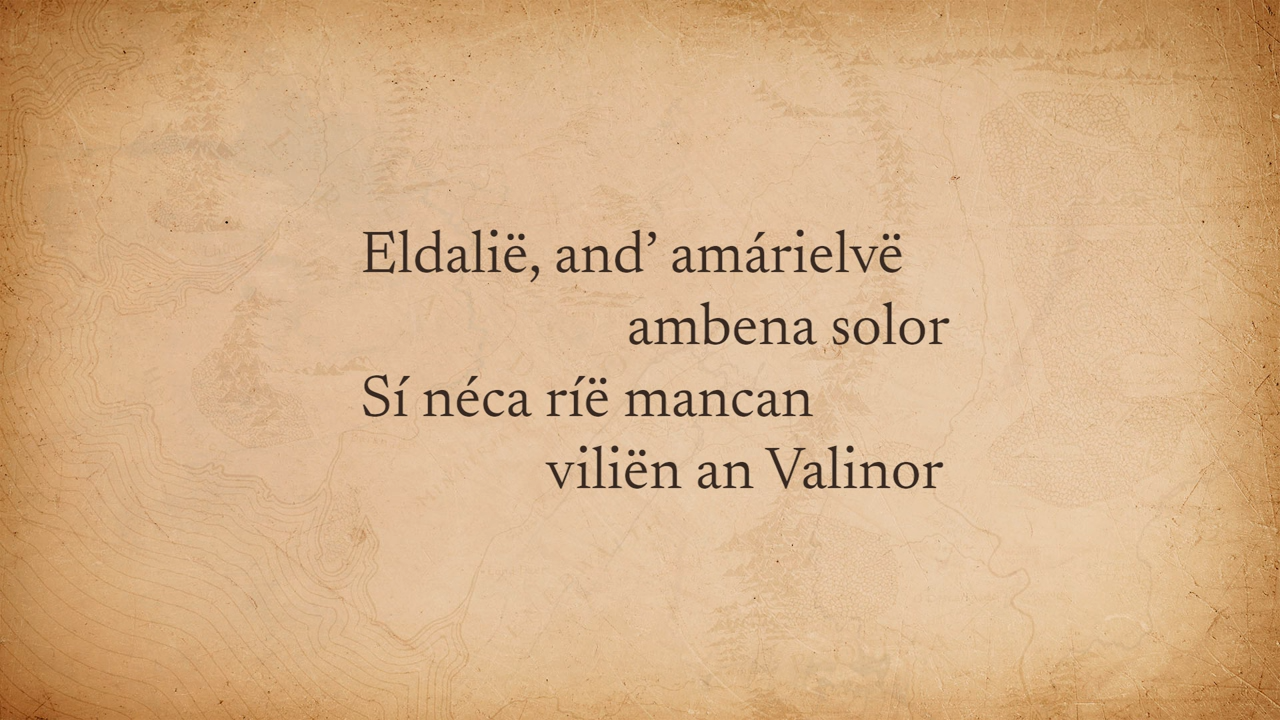 Eldalië, and’ amárielvë
ambena solor
Sí néca ríë mancan
viliën an Valinor